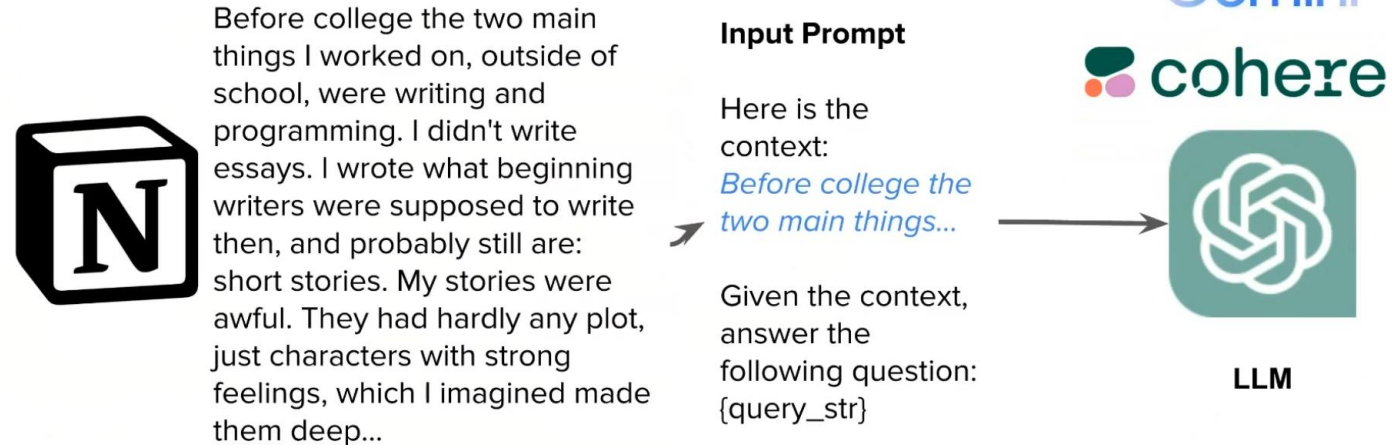 Before college the two main
things I worked on, outside of
school, were writing and
programming. I didn't write
essays. I wrote what beginning
writers were supposed to write
then, and probably still are:
short stories. My stories were
awful. They had hardly any plot,
just characters with strong
feelings, which I imagined made
them deep...
N
Input Prompt
Here is the
context:
Before college the
two main things...
Given the context,
answer the
following question:
{query_str}
cohere
LLM